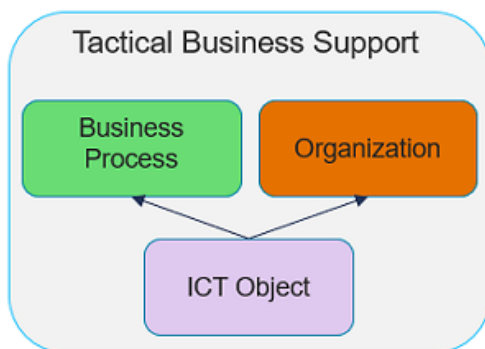 Tactical Business Support
Business
Process
Organization
ICT Object